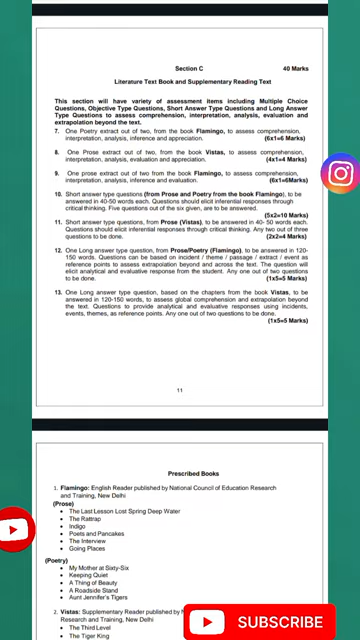 Section C 40 Marks
Literature Text Book and Supplementary Reading Text
This section will have variety of assessment items including Multiple Choice
Questions, Objective Type Questions, Short Answer Type Questions and Long Answer
Type Questions to assess comprehension, interpretation, analysis, evaluation and
extrapolation beyond the text.
7. One Poetry extract out of two, from the book Flamingo, to assess comprehension,
interpretation, analysis, inference and appreciation. (6x1=6 Marks)
8. One Prose extract out of two, from the book Vistas, to assess comprehension,
interpretation, analysis, evaluation and appreciation. (4x1=4 Marks)
9. One prose extract out of two from the book Flamingo, to assess comprehension,
interpretation, analysis, inference and evaluation. (6x1=6Marks)
10. Short answer type questions (from Prose and Poetry from the book Flamingo), to be
answered in 40-50 words each. Questions should elicit inferential responses through
critical thinking. Five questions out of the six given, are to be answered.
(5x2=10 Marks)
11. Short answer type questions, from Prose (Vistas), to be answered in 40- 50 words each.
Questions should elicit inferential responses through critical thinking. Any two out of three
questions to be done. (2x2=4 Marks)
12. One Long answer type question, from Prose/Poetry (Flamingo), to be answered in 120-
150 words. Questions can be based on incident / theme / passage / extract / event as
reference points to assess extrapolation beyond and across the text. The question will
elicit analytical and evaluative response from the student. Any one out of two questions
to be done. (1x5=5 Marks)
13. One Long answer type question, based on the chapters from the book Vistas, to be
answered in 120-150 words, to assess global comprehension and extrapolation beyond
the text. Questions to provide analytical and evaluative responses using incidents,
events, themes, as reference points. Any one out of two questions to be done.
(1x5=5 Marks)
11
Prescribed Books
1. Flamingo: English Reader published by National Council of Education Research
and Training, New Delhi
(Prose)
• The Last Lesson Lost Spring Deep Water
• The Rattrap
• Indigo
• Poets and Pancakes
• The Interview
• Going Places
(Poetry)
• My Mother at Sixty-Six
• Keeping Quiet
• A Thing of Beauty
• A Roadside Stand
• Aunt Jennifer's Tigers
2. Vistas: Supplementary Reader published by
Research and Training, New Delhi
• The Third Level
• The Tiger King
SUBSCRIBE